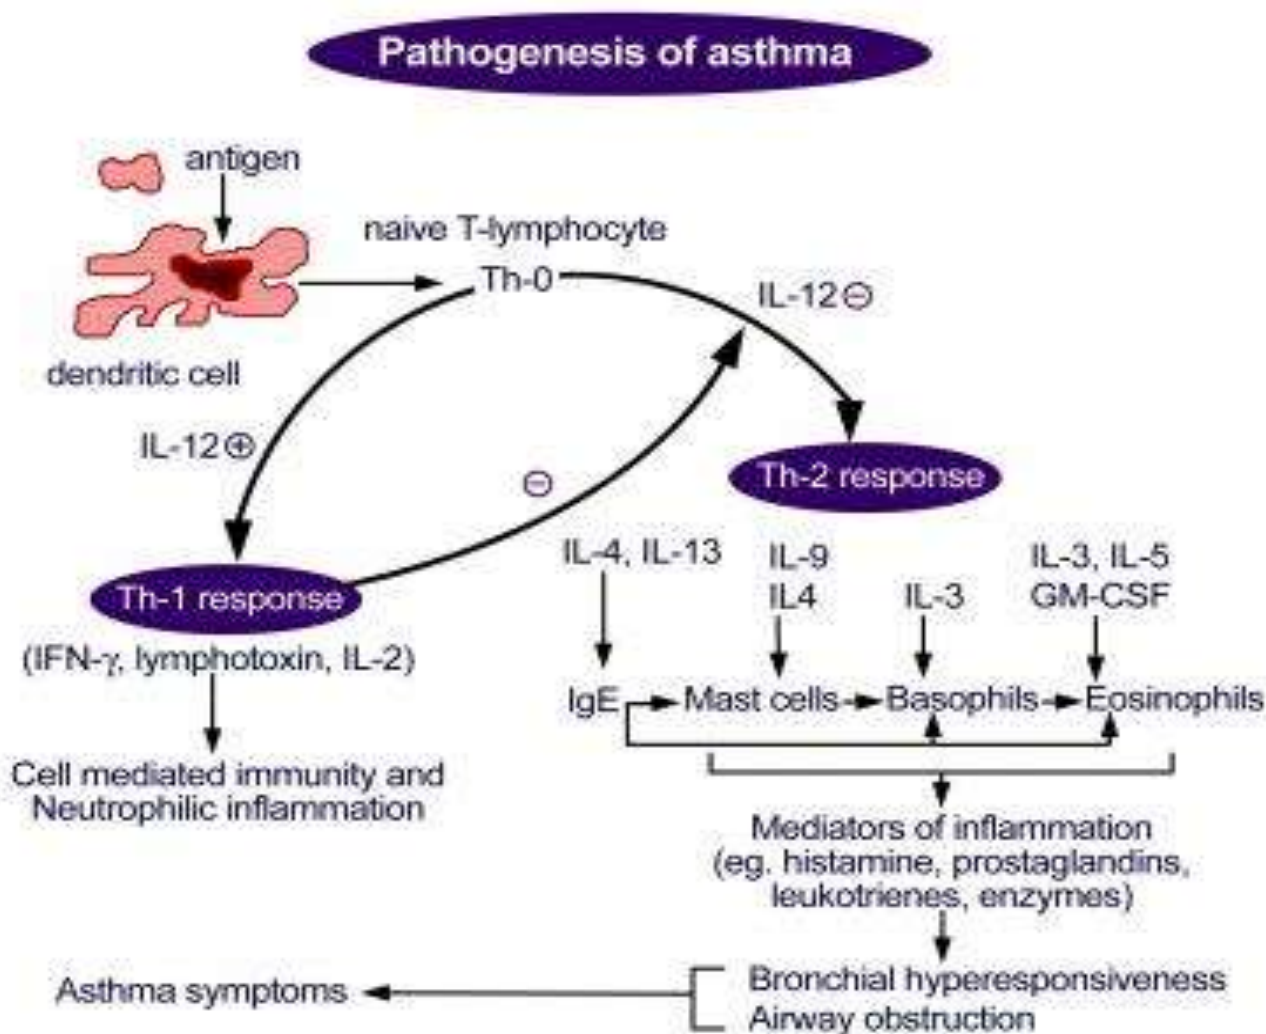 Pathogenesis of asthma
antigen
naive T-lymphocyte
Th-0
IL-12⊖
dendritic cell
IL-12⊕
⊖
Th-2 response
IL-4, IL-13
IL-9
IL4
IL-3
IL-3, IL-5
GM-CSF
Th-1 response
(IFN-γ, lymphotoxin, IL-2)
IgE
Mast cells
Basophils
Eosinophils
Cell mediated immunity and
Neutrophilic inflammation
Mediators of inflammation
(eg. histamine, prostaglandins,
leukotrienes, enzymes)
Bronchial hyperesponsiveness
Airway obstruction
Asthma symptoms